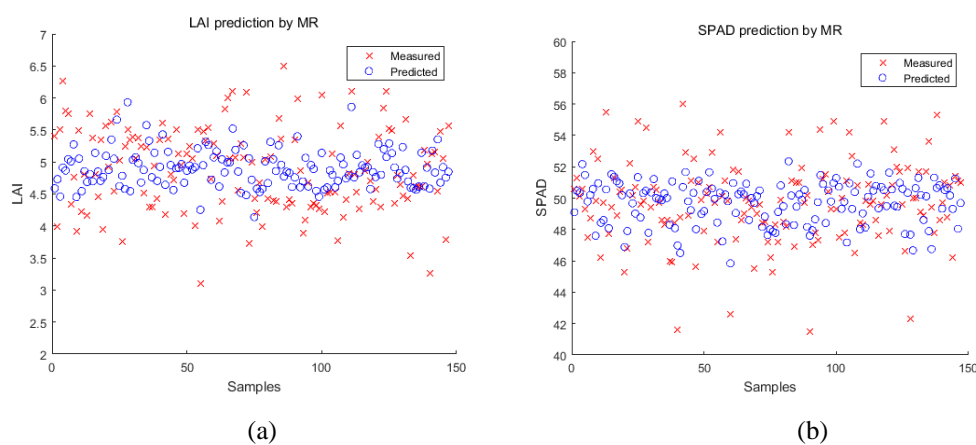 LAI prediction by MR
7
6.5
6
5.5
5
4.5
4
3.5
3
2.5
2
LAI
Measured
Predicted
0
50
100
150
Samples
(a)
SPAD prediction by MR
60
58
56
54
52
50
48
46
44
42
40
SPAD
Measured
Predicted
0
50
100
150
Samples
(b)